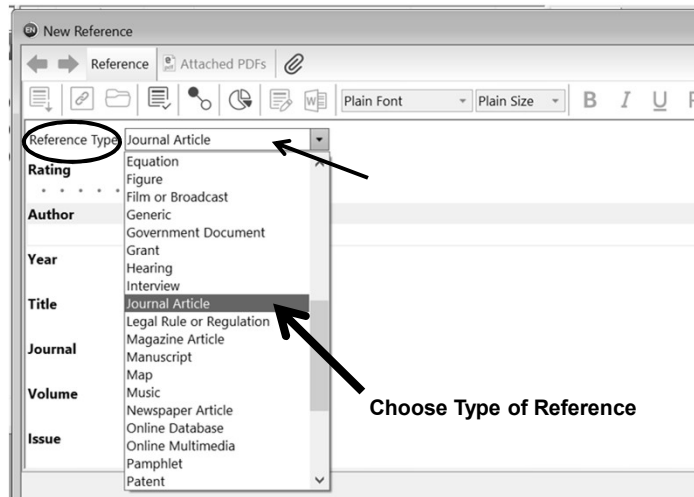 EN New Reference
Reference Attached PDFs
Plain Font Plain Size B I U P
Reference Type Journal Article
Equation
Rating
Figure
Film or Broadcast
Author
Generic
Government Document
Grant
Year
Hearing
Interview
Title
Journal Article
Legal Rule or Regulation
Magazine Article
Journal
Manuscript
Map
Volume
Music
Newspaper Article
Choose Type of Reference
Online Database
Issue
Online Multimedia
Pamphlet
Patent